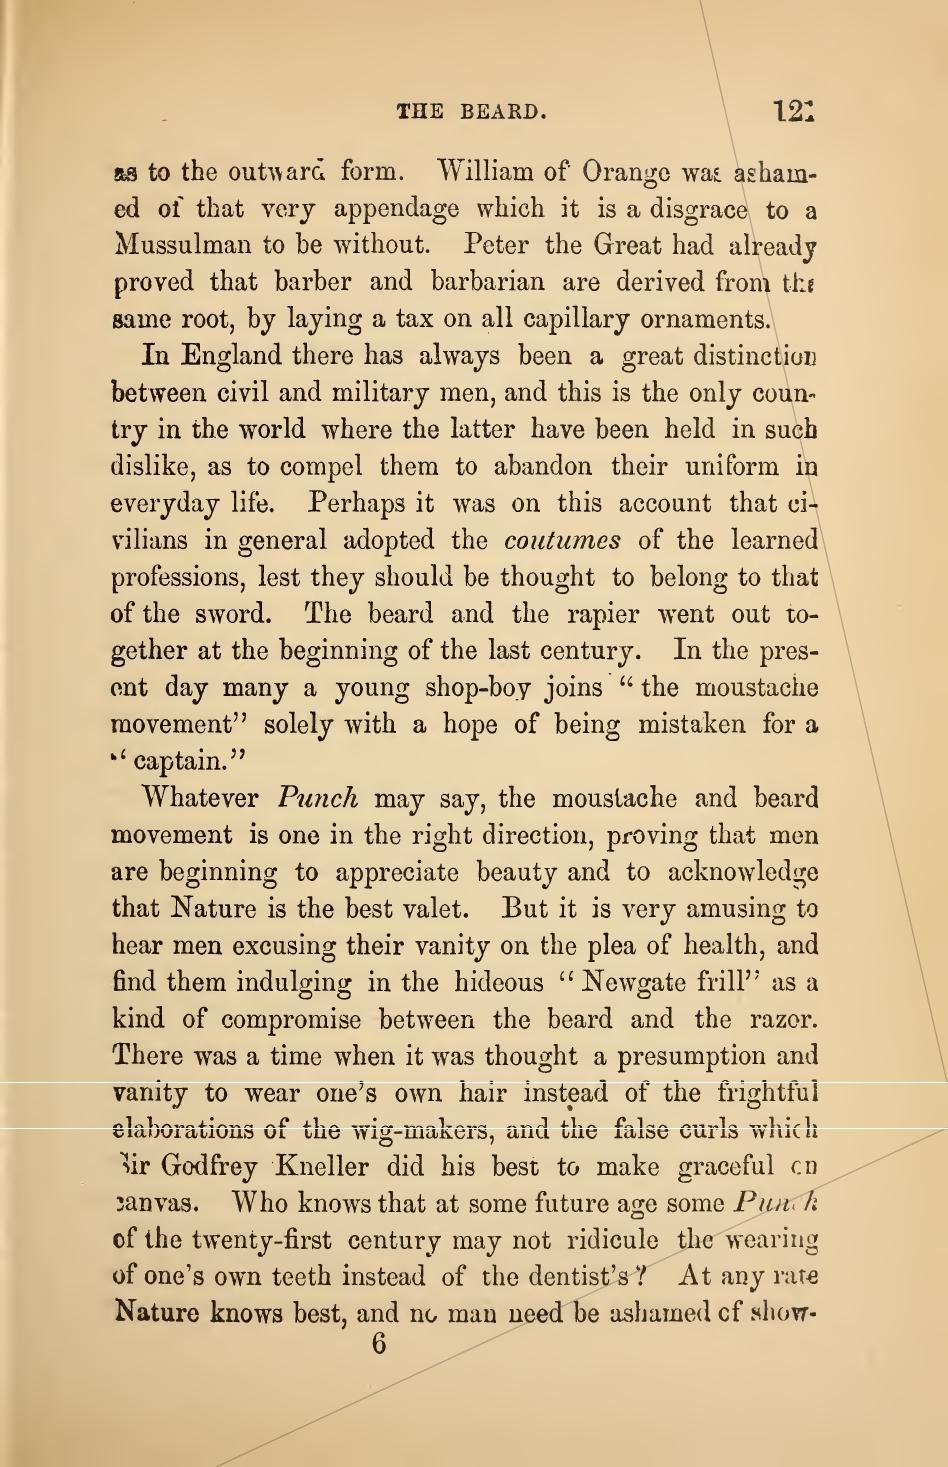 THE BEARD. 121
as to the outward form. William of Orange was asham-
ed of that very appendage which it is a disgrace to a
Mussulman to be without. Peter the Great had already
proved that barber and barbarian are derived from the
same root, by laying a tax on all capillary ornaments.
In England there has always been a great distinction
between civil and military men, and this is the only coun-
try in the world where the latter have been held in such
dislike, as to compel them to abandon their uniform in
everyday life. Perhaps it was on this account that ci-
vilians in general adopted the coutumes of the learned
professions, lest they should be thought to belong to that
of the sword. The beard and the rapier went out to-
gether at the beginning of the last century. In the pres-
ent day many a young shop-boy joins “ the moustache
movement” solely with a hope of being mistaken for a
“ captain.”
Whatever Punch may say, the moustache and beard
movement is one in the right direction, proving that men
are beginning to appreciate beauty and to acknowledge
that Nature is the best valet. But it is very amusing to
hear men excusing their vanity on the plea of health, and
find them indulging in the hideous “ Newgate frill” as a
kind of compromise between the beard and the razor.
There was a time when it was thought a presumption and
vanity to wear one’s own hair instead of the frightful
elaborations of the wig-makers, and the false curls which
Sir Godfrey Kneller did his best to make graceful on
canvas. Who knows that at some future age some Punch
of the twenty-first century may not ridicule the wearing
of one’s own teeth instead of the dentist’s ? At any rate
Nature knows best, and no man need be ashamed of show-
6